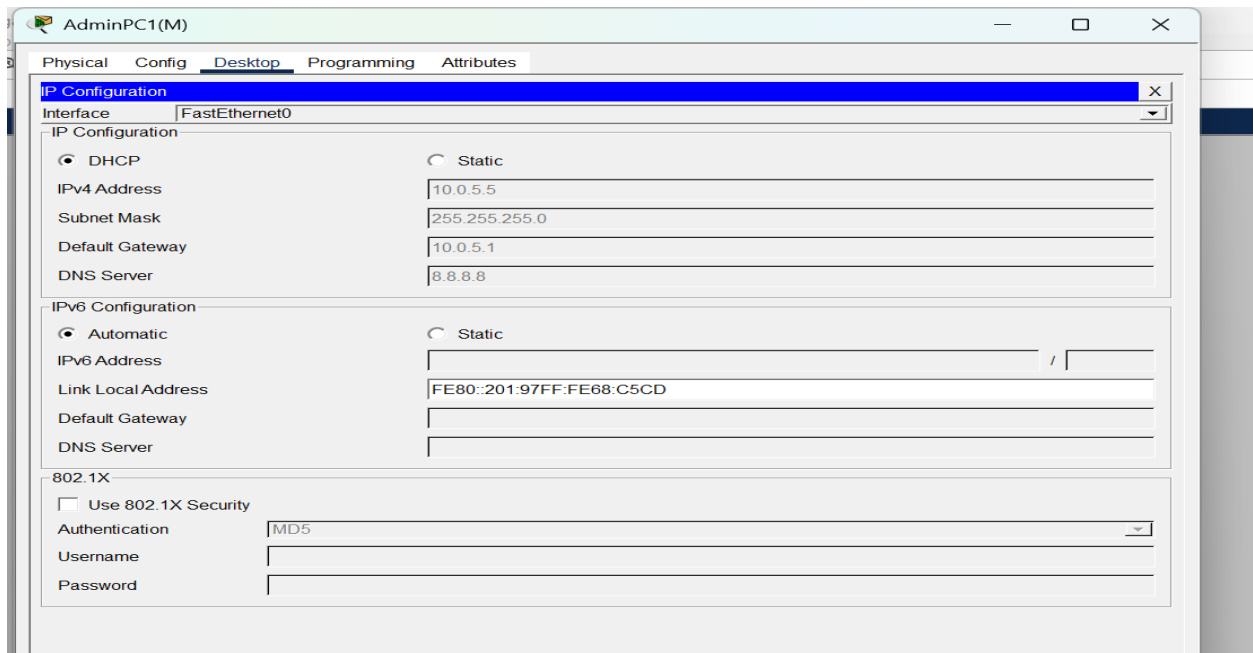 AdminPC1(M)
Physical Config Desktop Programming Attributes
IP Configuration X
Interface FastEthernet0
IP Configuration
DHCP Static
IPv4 Address 10.0.5.5
Subnet Mask 255.255.255.0
Default Gateway 10.0.5.1
DNS Server 8.8.8.8
IPv6 Configuration
Automatic Static
IPv6 Address /
Link Local Address FE80::201:97FF:FE68:C5CD
Default Gateway
DNS Server
802.1X
Use 802.1X Security
Authentication MD5
Username
Password